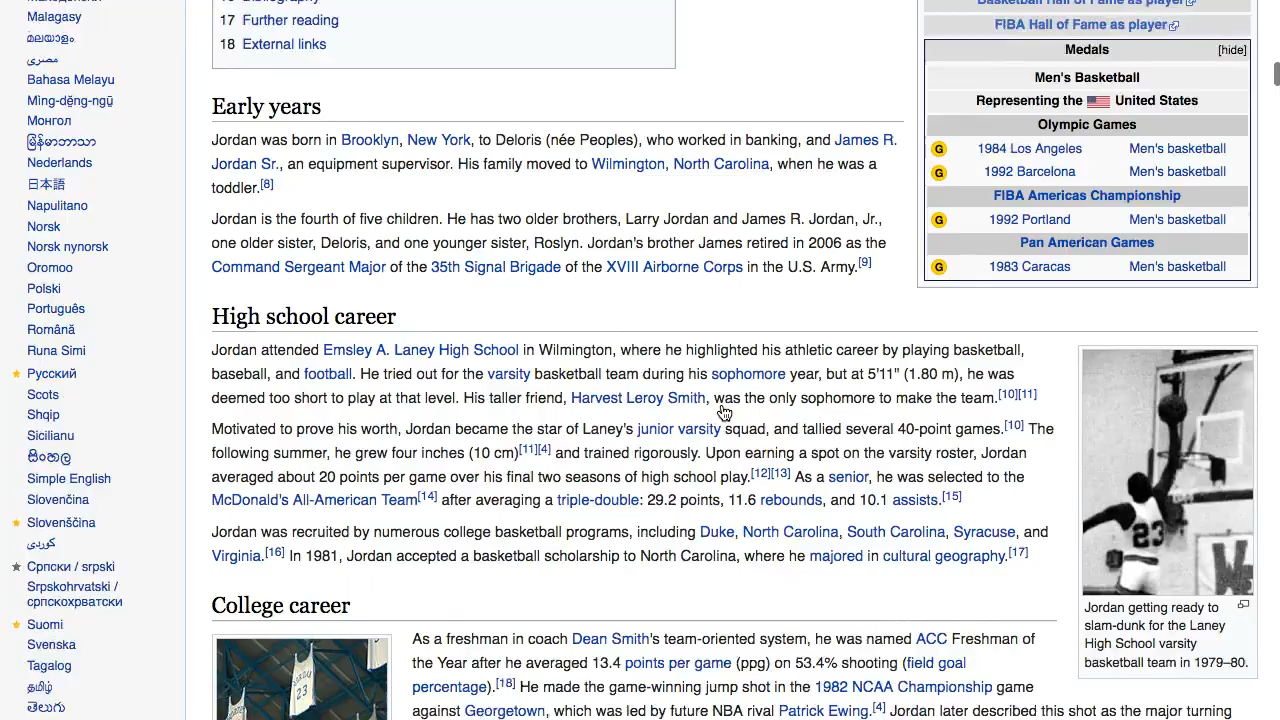 Malagasy
മലയാളം
مصرى
Bahasa Melayu
Mìng-dĕ̤ng-ngṳ̄
Монгол
မြန်မာဘာသာ
Nederlands
日本語
Napulitano
Norsk
Norsk nynorsk
Oromoo
Polski
Português
Română
Runa Simi
Русский
Scots
Shqip
Sicilianu
සිංහල
Simple English
Slovenčina
Slovenščina
کوردی
Српски / srpski
Srpskohrvatski /
српскохрватски
Suomi
Svenska
Tagalog
தமிழ்
తెలుగు
17 Further reading
18 External links
Early years
Jordan was born in Brooklyn, New York, to Deloris (née Peoples), who worked in banking, and James R.
Jordan Sr., an equipment supervisor. His family moved to Wilmington, North Carolina, when he was a
toddler.[8]
Jordan is the fourth of five children. He has two older brothers, Larry Jordan and James R. Jordan, Jr.,
one older sister, Deloris, and one younger sister, Roslyn. Jordan's brother James retired in 2006 as the
Command Sergeant Major of the 35th Signal Brigade of the XVIII Airborne Corps in the U.S. Army.[9]
Basketball Hall of Fame as player
FIBA Hall of Fame as player
Medals [hide]
Men's Basketball
Representing the United States
Olympic Games
G 1984 Los Angeles Men's basketball
G 1992 Barcelona Men's basketball
FIBA Americas Championship
G 1992 Portland Men's basketball
Pan American Games
G 1983 Caracas Men's basketball
High school career
Jordan attended Emsley A. Laney High School in Wilmington, where he highlighted his athletic career by playing basketball,
baseball, and football. He tried out for the varsity basketball team during his sophomore year, but at 5'11" (1.80 m), he was
deemed too short to play at that level. His taller friend, Harvest Leroy Smith, was the only sophomore to make the team.[10][11]
Motivated to prove his worth, Jordan became the star of Laney's junior varsity squad, and tallied several 40-point games.[10] The
following summer, he grew four inches (10 cm)[11][4] and trained rigorously. Upon earning a spot on the varsity roster, Jordan
averaged about 20 points per game over his final two seasons of high school play.[12][13] As a senior, he was selected to the
McDonald's All-American Team[14] after averaging a triple-double: 29.2 points, 11.6 rebounds, and 10.1 assists.[15]
Jordan was recruited by numerous college basketball programs, including Duke, North Carolina, South Carolina, Syracuse, and
Virginia.[16] In 1981, Jordan accepted a basketball scholarship to North Carolina, where he majored in cultural geography.[17]
23
Jordan getting ready to
slam-dunk for the Laney
High School varsity
basketball team in 1979–80.
College career
JORDAN
23
As a freshman in coach Dean Smith's team-oriented system, he was named ACC Freshman of
the Year after he averaged 13.4 points per game (ppg) on 53.4% shooting (field goal
percentage).[18] He made the game-winning jump shot in the 1982 NCAA Championship game
against Georgetown, which was led by future NBA rival Patrick Ewing.[4] Jordan later described this shot as the major turning